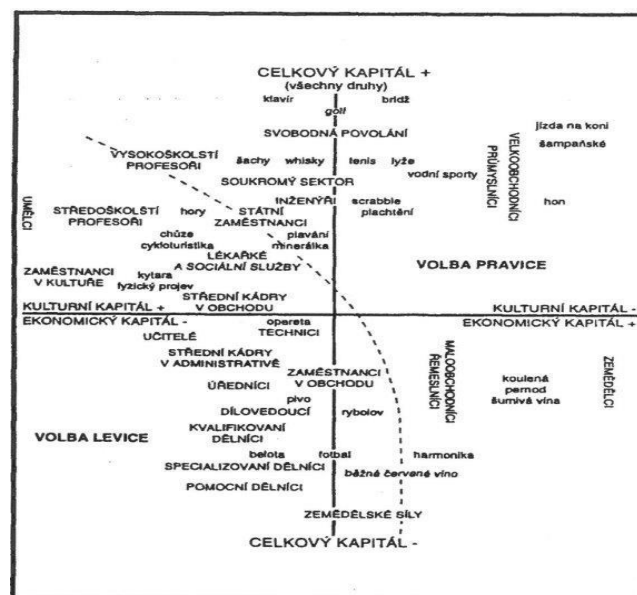 CELKOVÝ KAPITÁL +
(všechny druhy)
klavír bridž
golf
SVOBODNÁ POVOLÁNÍ
jízda na koni
VYSOKOŠKOLSTÍ
PROFESOŘI
šachy whisky tenis lyže
šampaňské
vodní sporty
PRŮMYSLNÍCI
VELKOOBCHODNÍCI
SOUKROMÝ SEKTOR
INŽENÝŘI scrabble
hon
plachtění
UMĚLCI
STŘEDOŠKOLŠTÍ
PROFESOŘI
hory
STÁTNÍ
ZAMĚSTNANCI
chůze
cykloturistika
plavání
minerálka
LÉKAŘKÉ
A SOCIÁLNÍ SLUŽBY
VOLBA PRAVICE
ZAMĚSTNANCI
V KULTUŘE
kytara
fyzický projev
STŘEDNÍ KÁDRY
V OBCHODU
KULTURNÍ KAPITÁL + KULTURNÍ KAPITÁL -
EKONOMICKÝ KAPITÁL - EKONOMICKÝ KAPITÁL +
opereta
UČITELÉ
TECHNICI
STŘEDNÍ KÁDRY
V ADMINISTRATIVĚ
MALOOBCHODNÍCI
ŘEMESLNÍCI
ZEMĚDĚLCI
ZAMĚSTNANCI
V OBCHODU
ÚŘEDNÍCI
koulená
pernod
šumivá vína
pivo
DÍLOVEDOUCÍ rybolov
KVALIFIKOVANÍ
DĚLNÍCI
VOLBA LEVICE
belota fotbal harmonika
SPECIALIZOVANÍ DĚLNÍCI
běžné červené víno
POMOCNÍ DĚLNÍCI
ZEMĚDĚLSKÉ SÍLY
CELKOVÝ KAPITÁL -